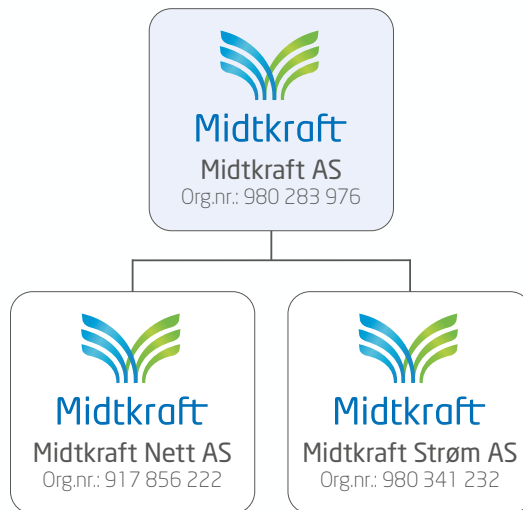 Midtkraft
Midtkraft AS
Org.nr.: 980 283 976
Midtkraft
Midtkraft Nett AS
Org.nr.: 917 856 222
Midtkraft
Midtkraft Strøm AS
Org.nr.: 980 341 232